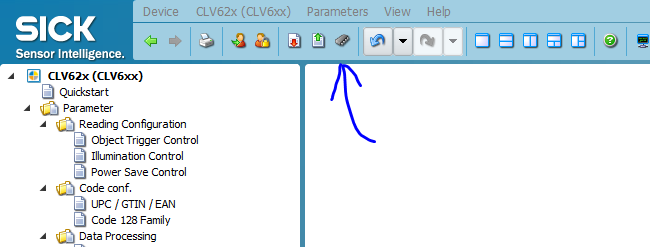 SICK
Sensor Intelligence.
Device CLV62x (CLV6xx) Parameters View Help
CLV62x (CLV6xx)
Quickstart
Parameter
Reading Configuration
Object Trigger Control
Illumination Control
Power Save Control
Code conf.
UPC / GTIN / EAN
Code 128 Family
Data Processing